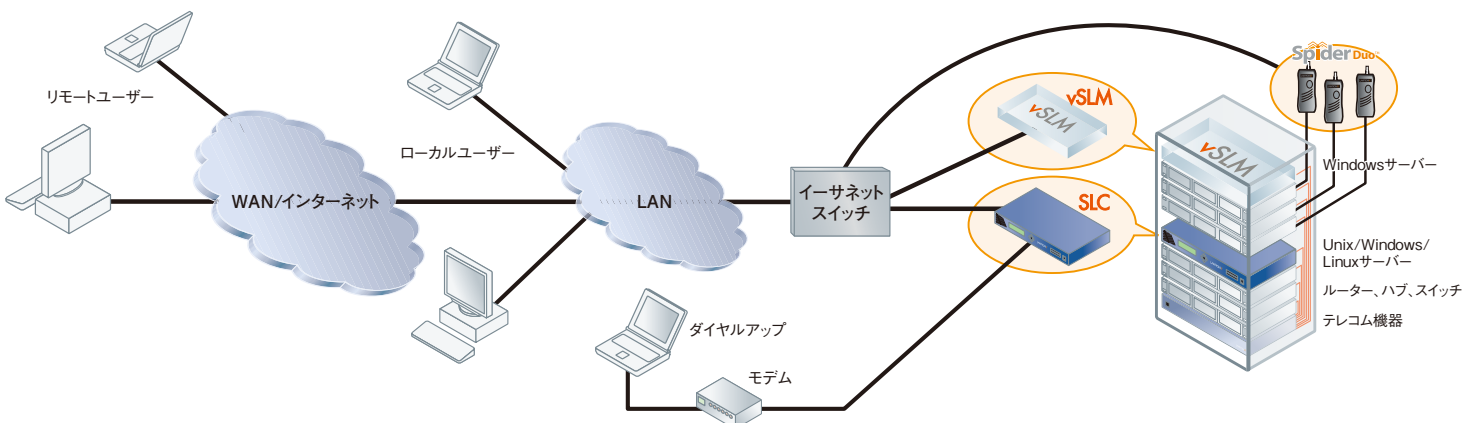 リモートユーザー
WAN/インターネット
ローカルユーザー
LAN
ダイヤルアップ
モデム
イーサネット
スイッチ
vSLM
vSLM
SLC
Spider Duo™
vSLM
Windowsサーバー
Unix/Windows/
Linuxサーバー
ルーター、ハブ、スイッチ
テレコム機器